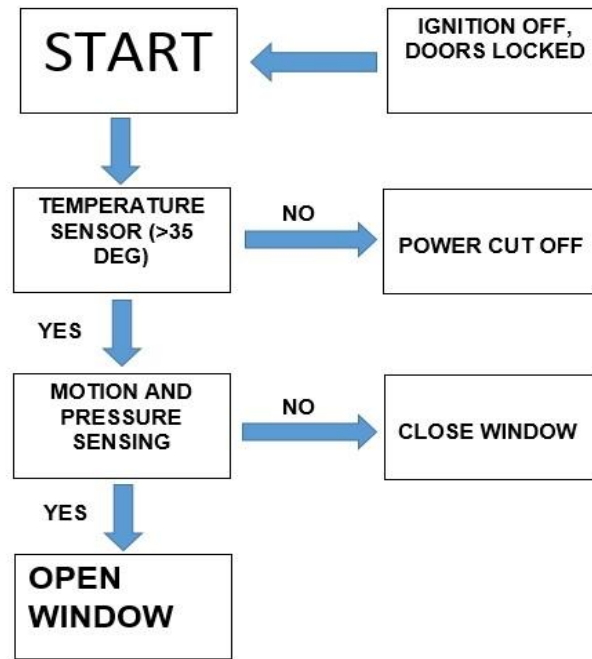 START
IGNITION OFF,
DOORS LOCKED
TEMPERATURE
SENSOR (>35
DEG)
NO
POWER CUT OFF
YES
MOTION AND
PRESSURE
SENSING
NO
CLOSE WINDOW
YES
OPEN
WINDOW